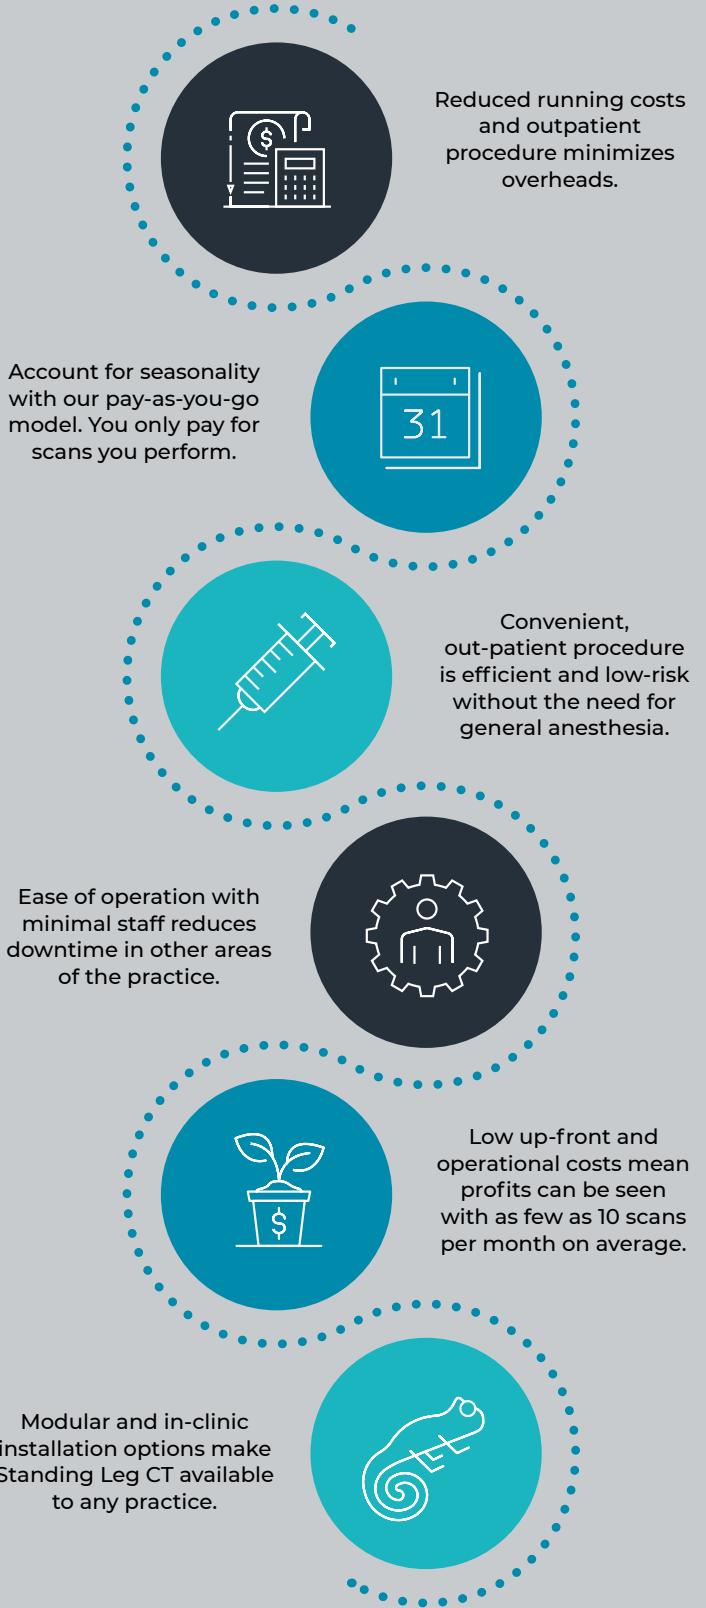 Reduced running costs
and outpatient
procedure minimizes
overheads.
$
Account for seasonality
with our pay-as-you-go
model. You only pay for
scans you perform.
31
Convenient,
out-patient procedure
is efficient and low-risk
without the need for
general anesthesia.
Ease of operation with
minimal staff reduces
downtime in other areas
of the practice.
Low up-front and
operational costs mean
profits can be seen
with as few as 10 scans
per month on average.
$
Modular and in-clinic
installation options make
Standing Leg CT available
to any practice.